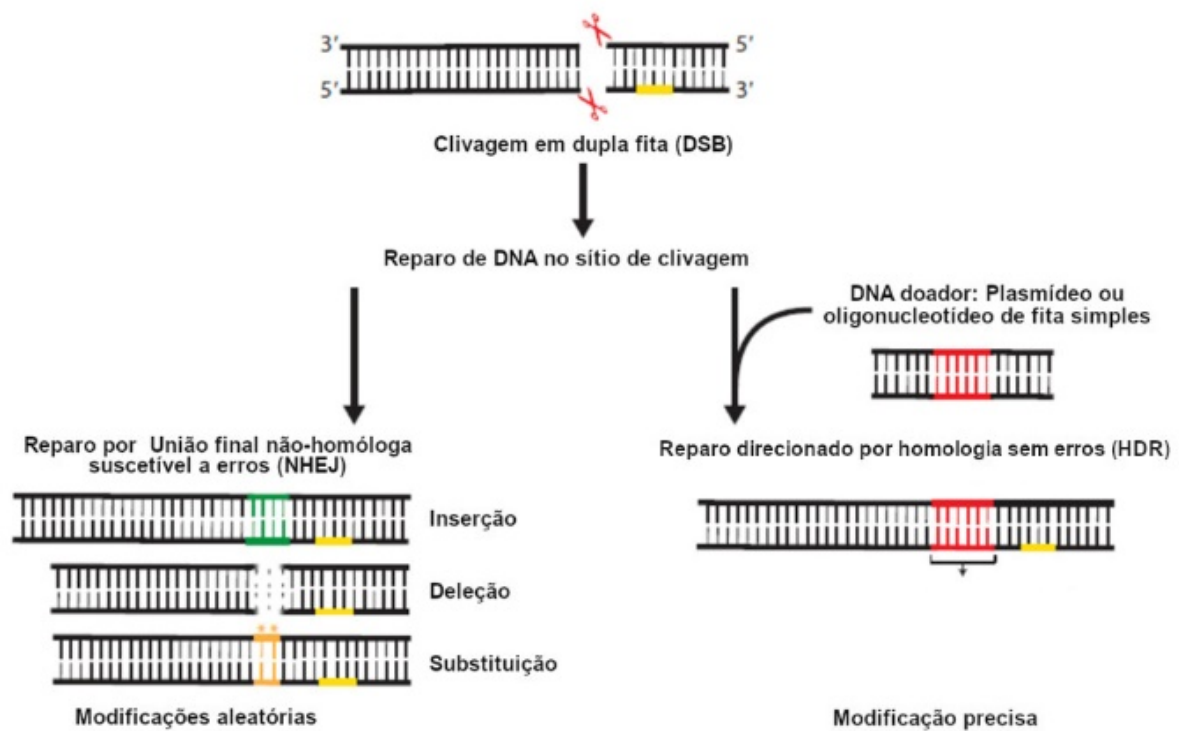 3′
5′
5′
3′
Clivagem em dupla fita (DSB)
Reparo de DNA no sítio de clivagem
DNA doador: Plasmídeo ou
oligonucleotídeo de fita simples
Reparo por União final não-homóloga
suscetível a erros (NHEJ)
Inserção
Deleção
Substituição
Modificações aleatórias
Reparo direcionado por homologia sem erros (HDR)
Modificação precisa